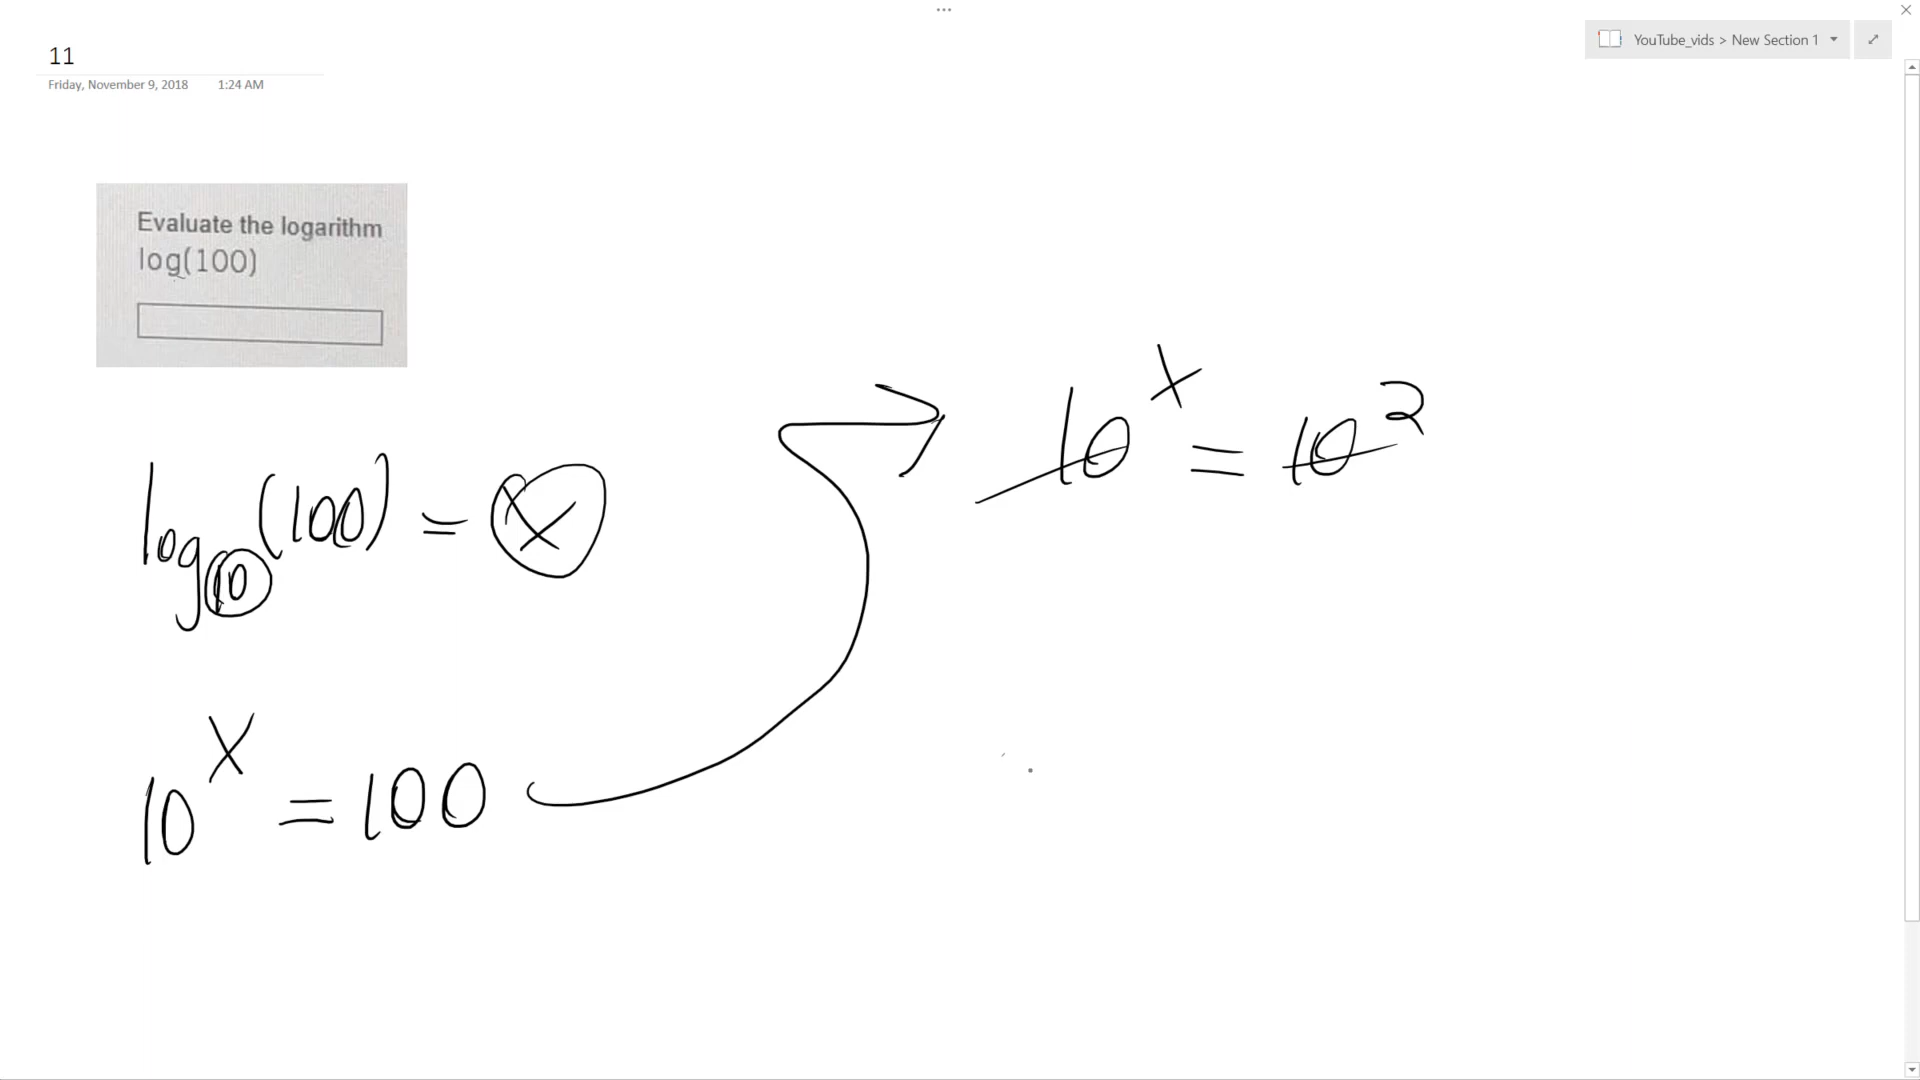 11
Friday, November 9, 2018 1:24 AM
YouTube_vids > New Section 1
Evaluate the logarithm
log(100)
log₁₀(100) = x
10ˣ = 100
10ˣ = 10²